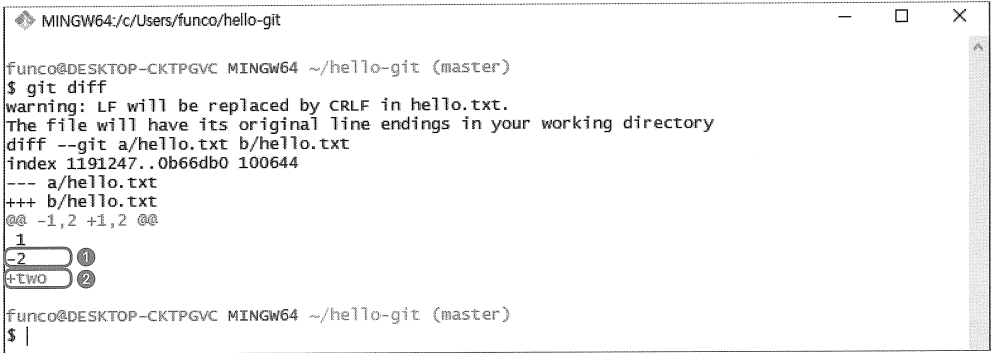 MINGW64:/c/Users/funco/hello-git
funco@DESKTOP-CKTPGVC MINGW64 ~/hello-git (master)
$ git diff
warning: LF will be replaced by CRLF in hello.txt.
The file will have its original line endings in your working directory
diff --git a/hello.txt b/hello.txt
index 1191247..0b66db0 100644
--- a/hello.txt
+++ b/hello.txt
@@ -1,2 +1,2 @@
1
-2 1
+two 2
funco@DESKTOP-CKTPGVC MINGW64 ~/hello-git (master)
$